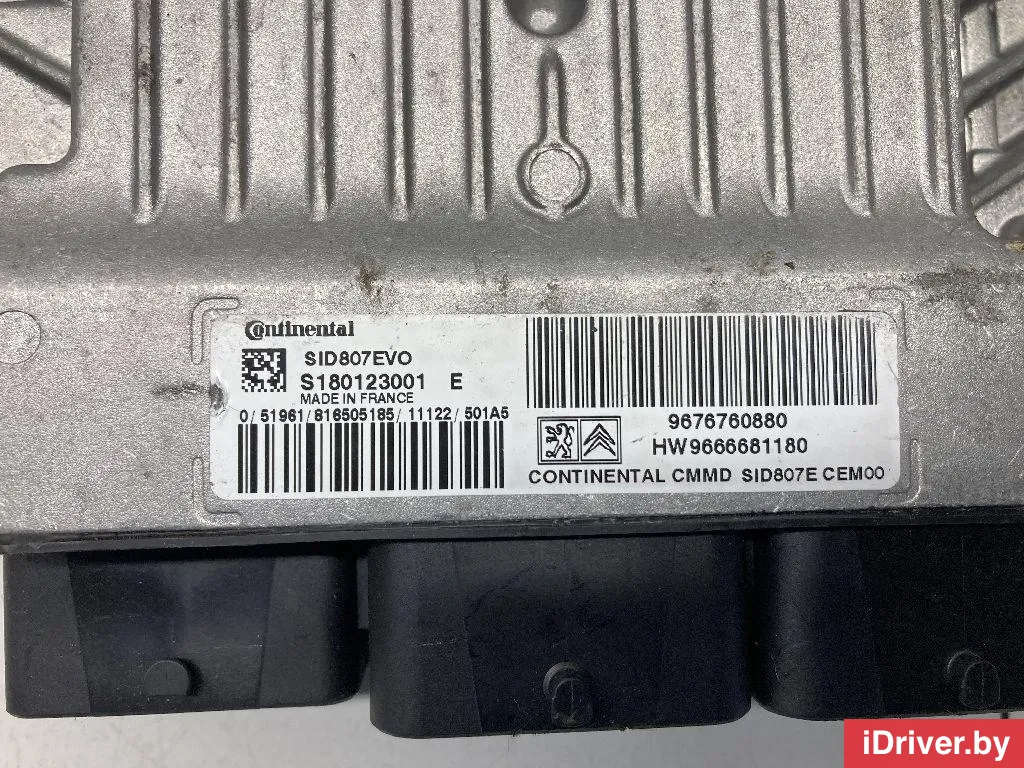 Continental
SID807EVO
S180123001 E
MADE IN FRANCE
0/ 51961/ 816505185/ 11122/ 501A5
9676760880
HW9666681180
CONTINENTAL CMMD SID807E CEM00
iDriver.by